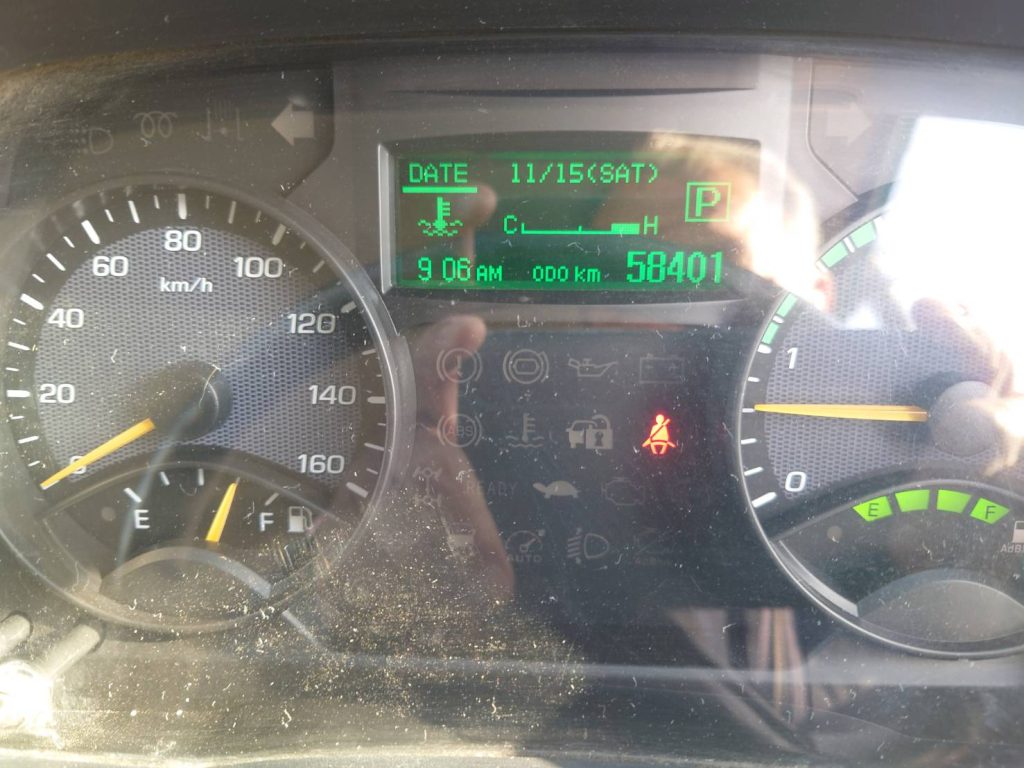 DATE 11/15(SAT)
P
C H
9 06 AM ODO km 58401
80
60 100
km/h
40 120
20 140
0 160
E F
1
0
E F
ABS
READY
AUTO